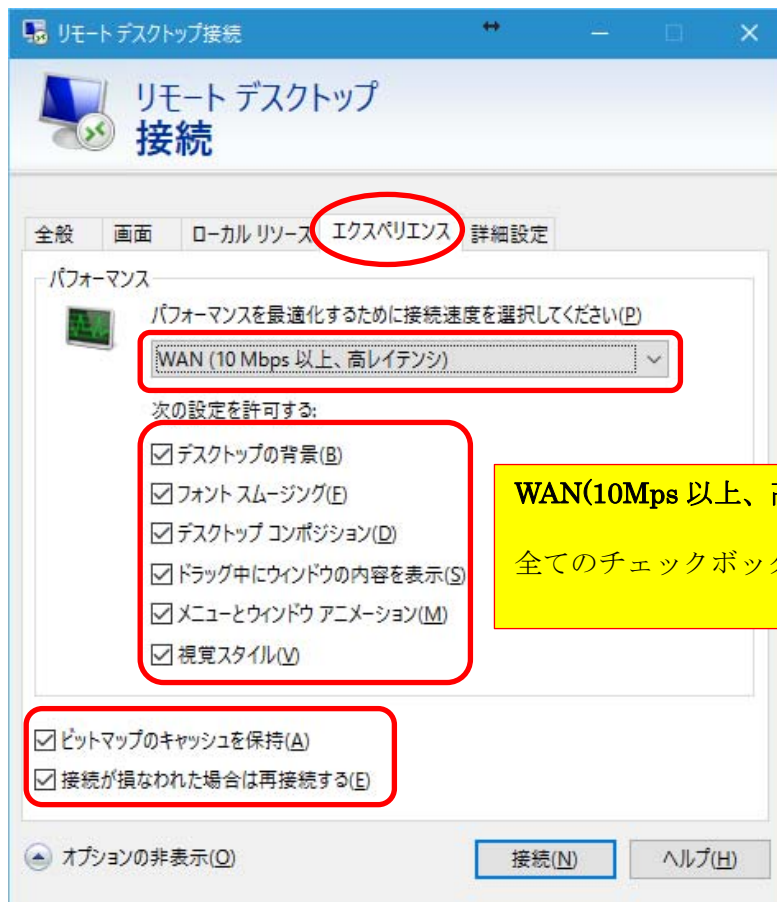 リモート デスクトップ接続
リモート デスクトップ
接続
全般 画面 ローカル リソース エクスペリエンス 詳細設定
パフォーマンス
パフォーマンスを最適化するために接続速度を選択してください(P)
WAN (10 Mbps 以上、高レイテンシ)
次の設定を許可する:
デスクトップの背景(B)
フォント スムージング(F)
デスクトップ コンポジション(D)
ドラッグ中にウィンドウの内容を表示(S)
メニューとウィンドウ アニメーション(M)
視覚スタイル(V)
WAN(10Mps 以上、
全てのチェックボッ
ビットマップのキャッシュを保持(A)
接続が損なわれた場合は再接続する(E)
オプションの非表示(O) 接続(N) ヘルプ(H)